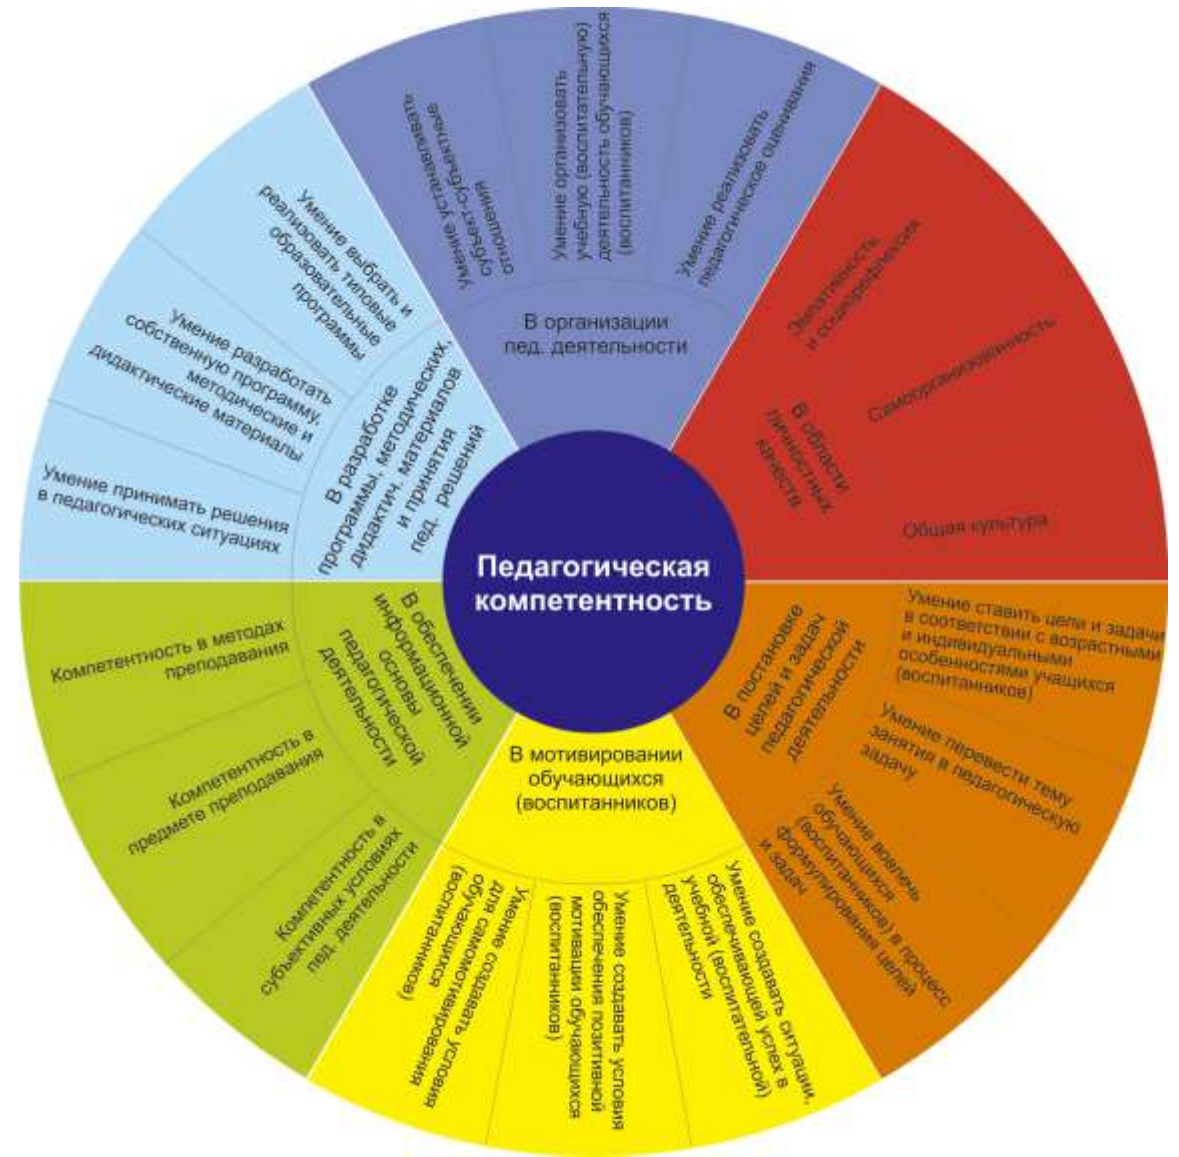 Педагогическая
компетентность
В организации
пед. деятельности
Умение устанавливать
субъект-субъектные
отношения
Умение организовать
учебную (воспитательную)
деятельность обучающихся
(воспитанников)
Умение реализовать
педагогическое оценивания
В области
личностных
качеств
Эмпативность
и социорефлексия
Самоорганизованность
Общая культура
В постановке
целей и задач
педагогической
деятельности
Умение ставить цели и задачи
в соответствии с возрастными
и индивидуальными
особенностями учащихся
(воспитанников)
Умение перевести тему
занятия в педагогическую
задачу
Умение вовлечь
обучающихся
(воспитанников) в процесс
формулирования целей
и задач
В мотивировании
обучающихся
(воспитанников)
Умение создавать ситуации,
обеспечивающей успех в
учебной (воспитательной)
деятельности
Умение создавать условия
обеспечения позитивной
мотивации обучающихся
(воспитанников)
Умение создавать условия
для самомотивирования
обучающихся
(воспитанников)
В обеспечении
информационной
основы
педагогической
деятельности
Компетентность в
субъективных условиях
пед. деятельности
Компетентность в
предмете преподавания
Компетентность в методах
преподавания
В разработке
программы, методических,
дидактич. материалов
и принятия
пед. решений
Умение принимать решения
в педагогических ситуациях
Умение разработать
собственную программу,
методические и
дидактические материалы
Умение выбрать и
реализовать типовые
образовательные
программы